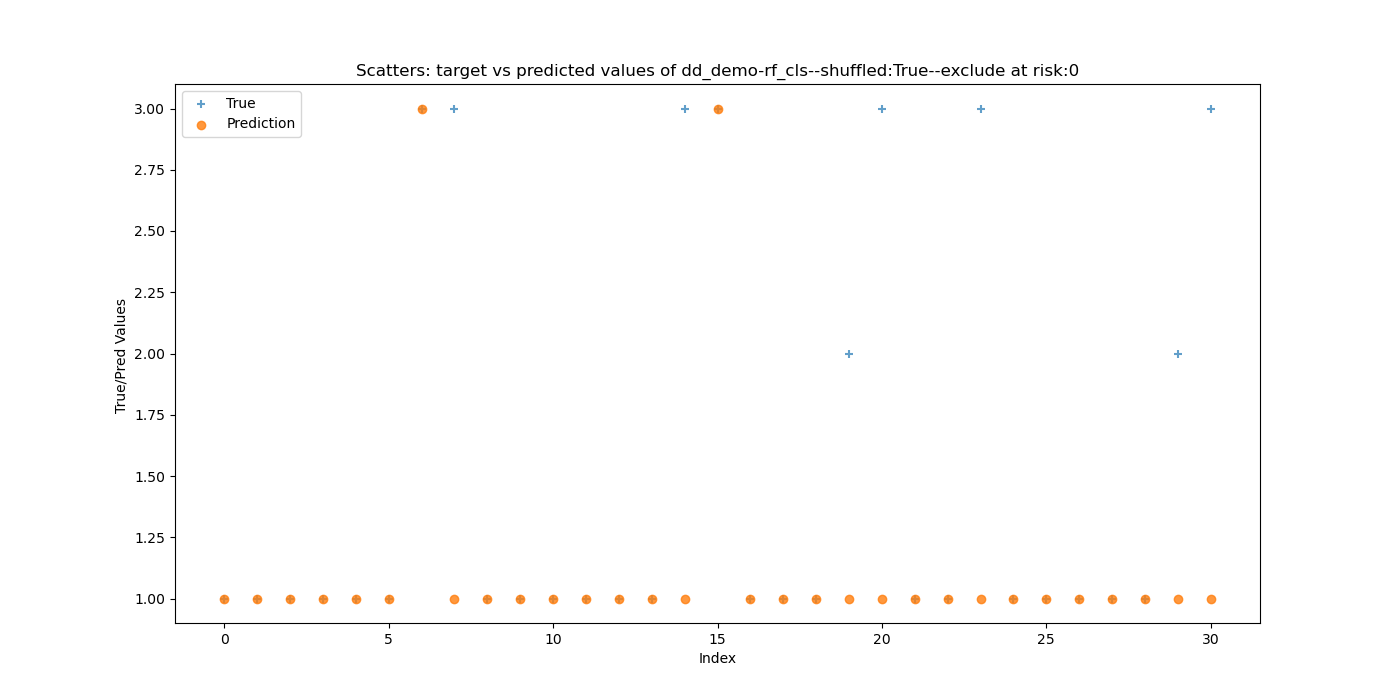 Scatters: target vs predicted values of dd_demo-rf_cls--shuffled:True--exclude at risk:0
True
Prediction
3.00
2.75
2.50
2.25
2.00
1.75
1.50
1.25
1.00
True/Pred Values
0 5 10 15 20 25 30
Index